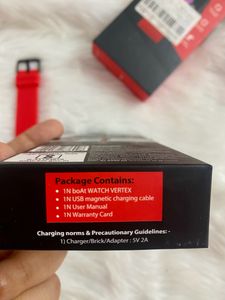 Package Contains:
• 1N boAt WATCH VERTEX
• 1N USB magnetic charging cable
• 1N User Manual
• 1N Warranty Card
Charging norms & Precautionary Guidelines: -
1) Charger/Brick/Adapter : 5V 2A